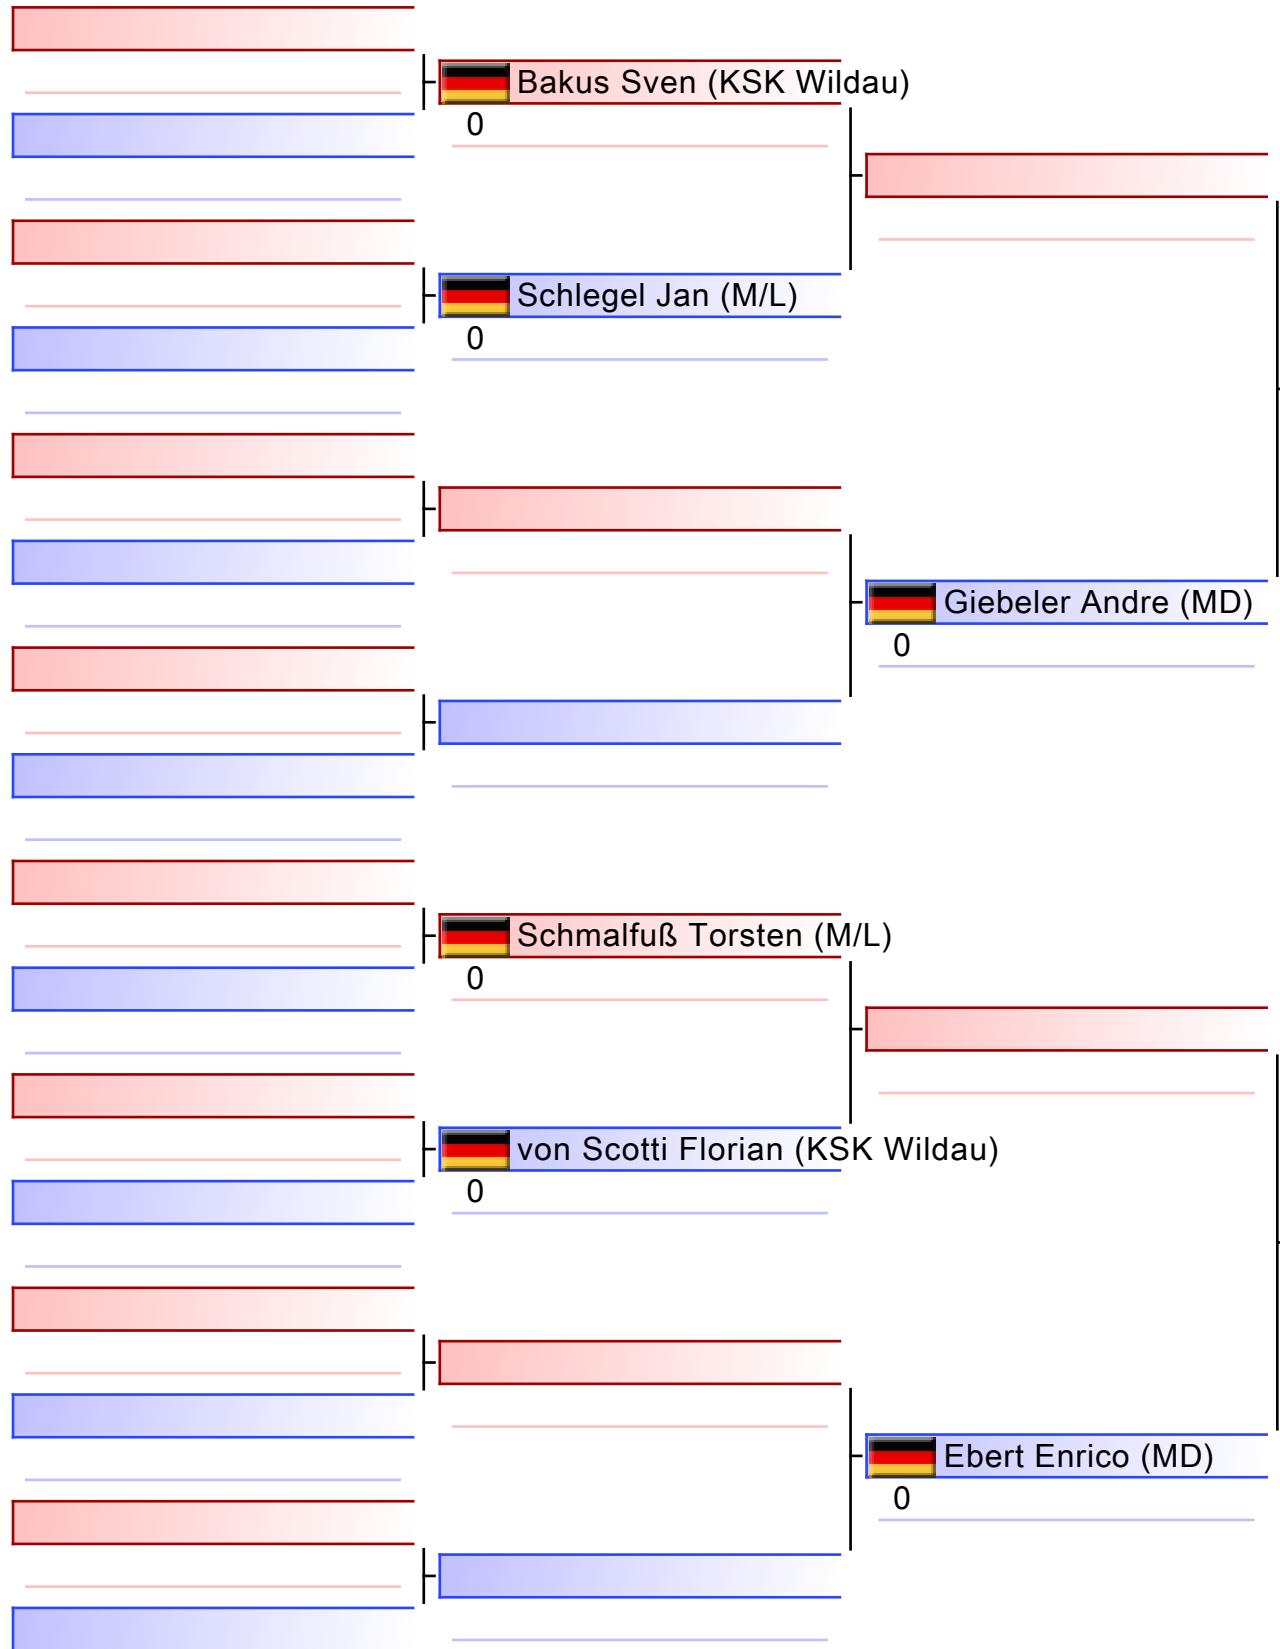 Bakus Sven (KSK Wildau)
0
Schlegel Jan (M/L)
0
Giebeler Andre (MD)
0
Schmalfuß Torsten (M/L)
0
von Scotti Florian (KSK Wildau)
0
Ebert Enrico (MD)
0